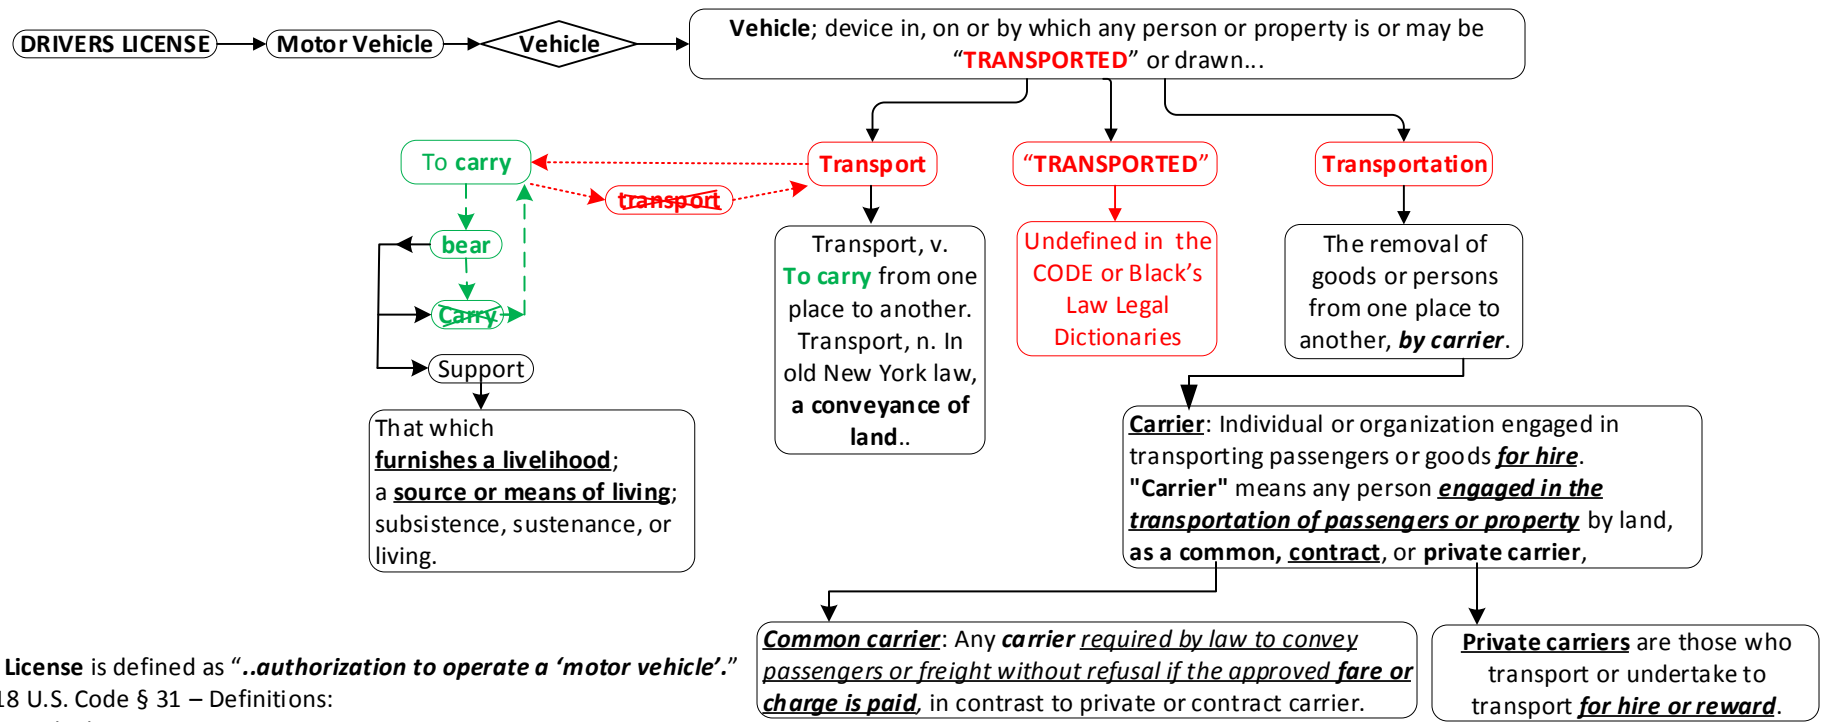 DRIVERS LICENSE
Motor Vehicle
Vehicle
Vehicle; device in, on or by which any person or property is or may be
“TRANSPORTED” or drawn...
To carry
transport
Transport
“TRANSPORTED”
Transportation
bear
Carry
Support
That which
furnishes a livelihood;
a source or means of living;
subsistence, sustenance, or
living.
Transport, v.
To carry from one
place to another.
Transport, n. In
old New York law,
a conveyance of
land..
Undefined in the
CODE or Black’s
Law Legal
Dictionaries
The removal of
goods or persons
from one place to
another, by carrier.
Carrier: Individual or organization engaged in
transporting passengers or goods for hire.
"Carrier" means any person engaged in the
transportation of passengers or property by land,
as a common, contract, or private carrier,
Common carrier: Any carrier required by law to convey
passengers or freight without refusal if the approved fare or
charge is paid, in contrast to private or contract carrier.
Private carriers are those who
transport or undertake to
transport for hire or reward.
License is defined as “..authorization to operate a ‘motor vehicle’.”
18 U.S. Code § 31 – Definitions: